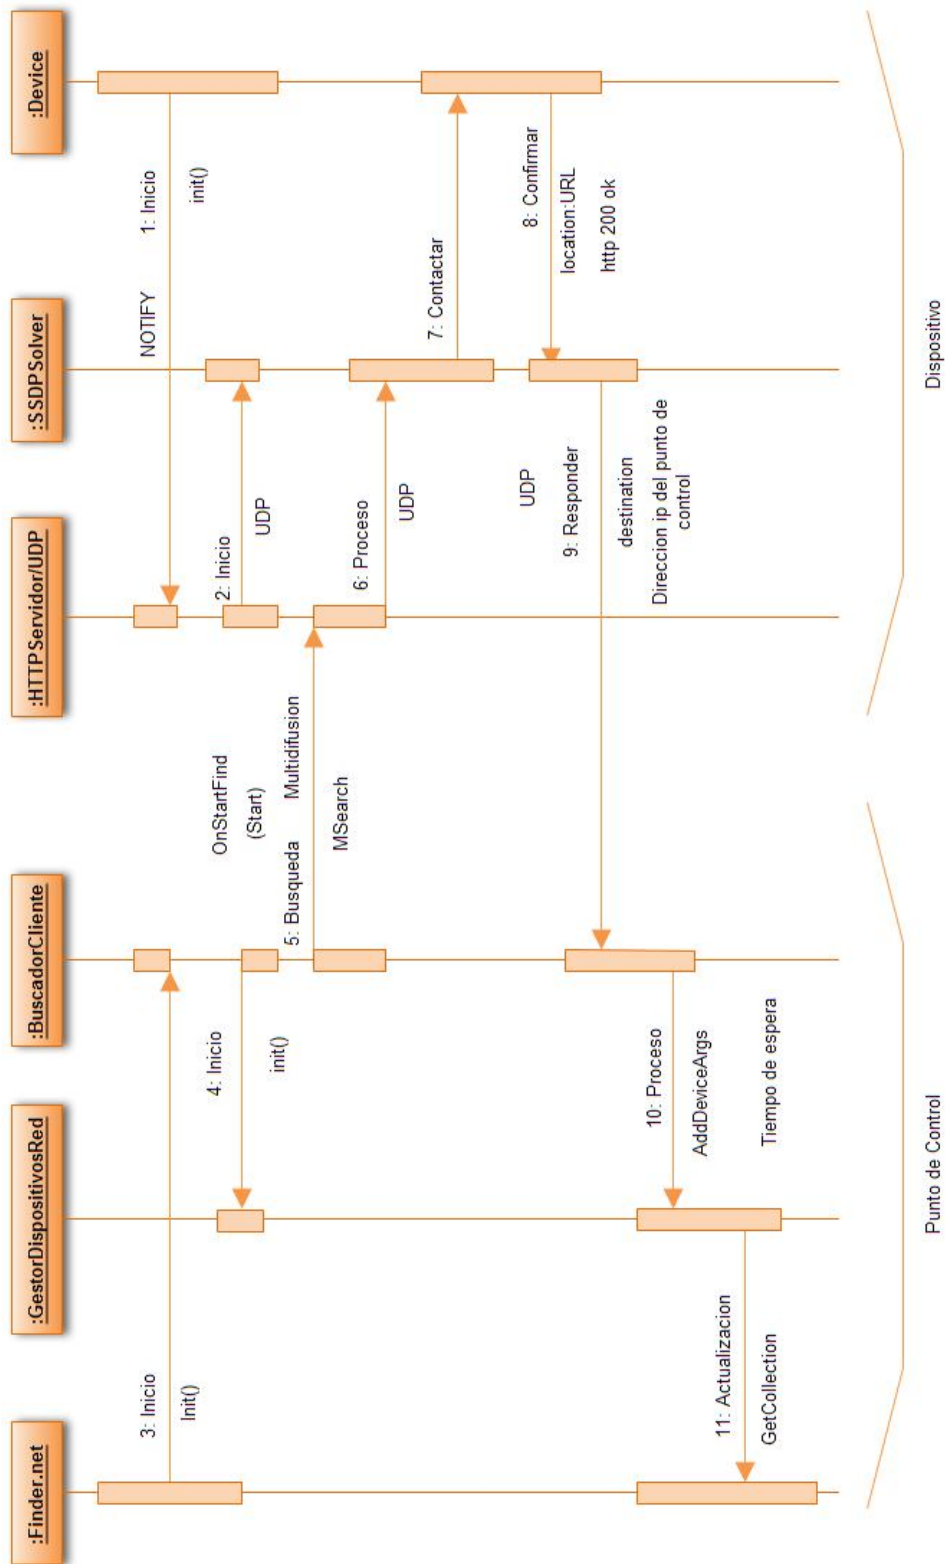 :Finder.net
:GestorDispositivosRed
:BuscadorCliente
:HTTPServidor/UDP
:SSDPSolver
:Device
NOTIFY
1: Inicio
init()
2: Inicio
UDP
3: Inicio
Init()
4: Inicio
init()
OnStartFind
(Start)
5: Busqueda
Multidifusion
MSearch
6: Proceso
UDP
7: Contactar
8: Confirmar
location:URL
http 200 ok
UDP
9: Responder
destination
Direccion ip del punto de
control
10: Proceso
AddDeviceArgs
Tiempo de espera
11: Actualizacion
GetCollection
Punto de Control
Dispositivo